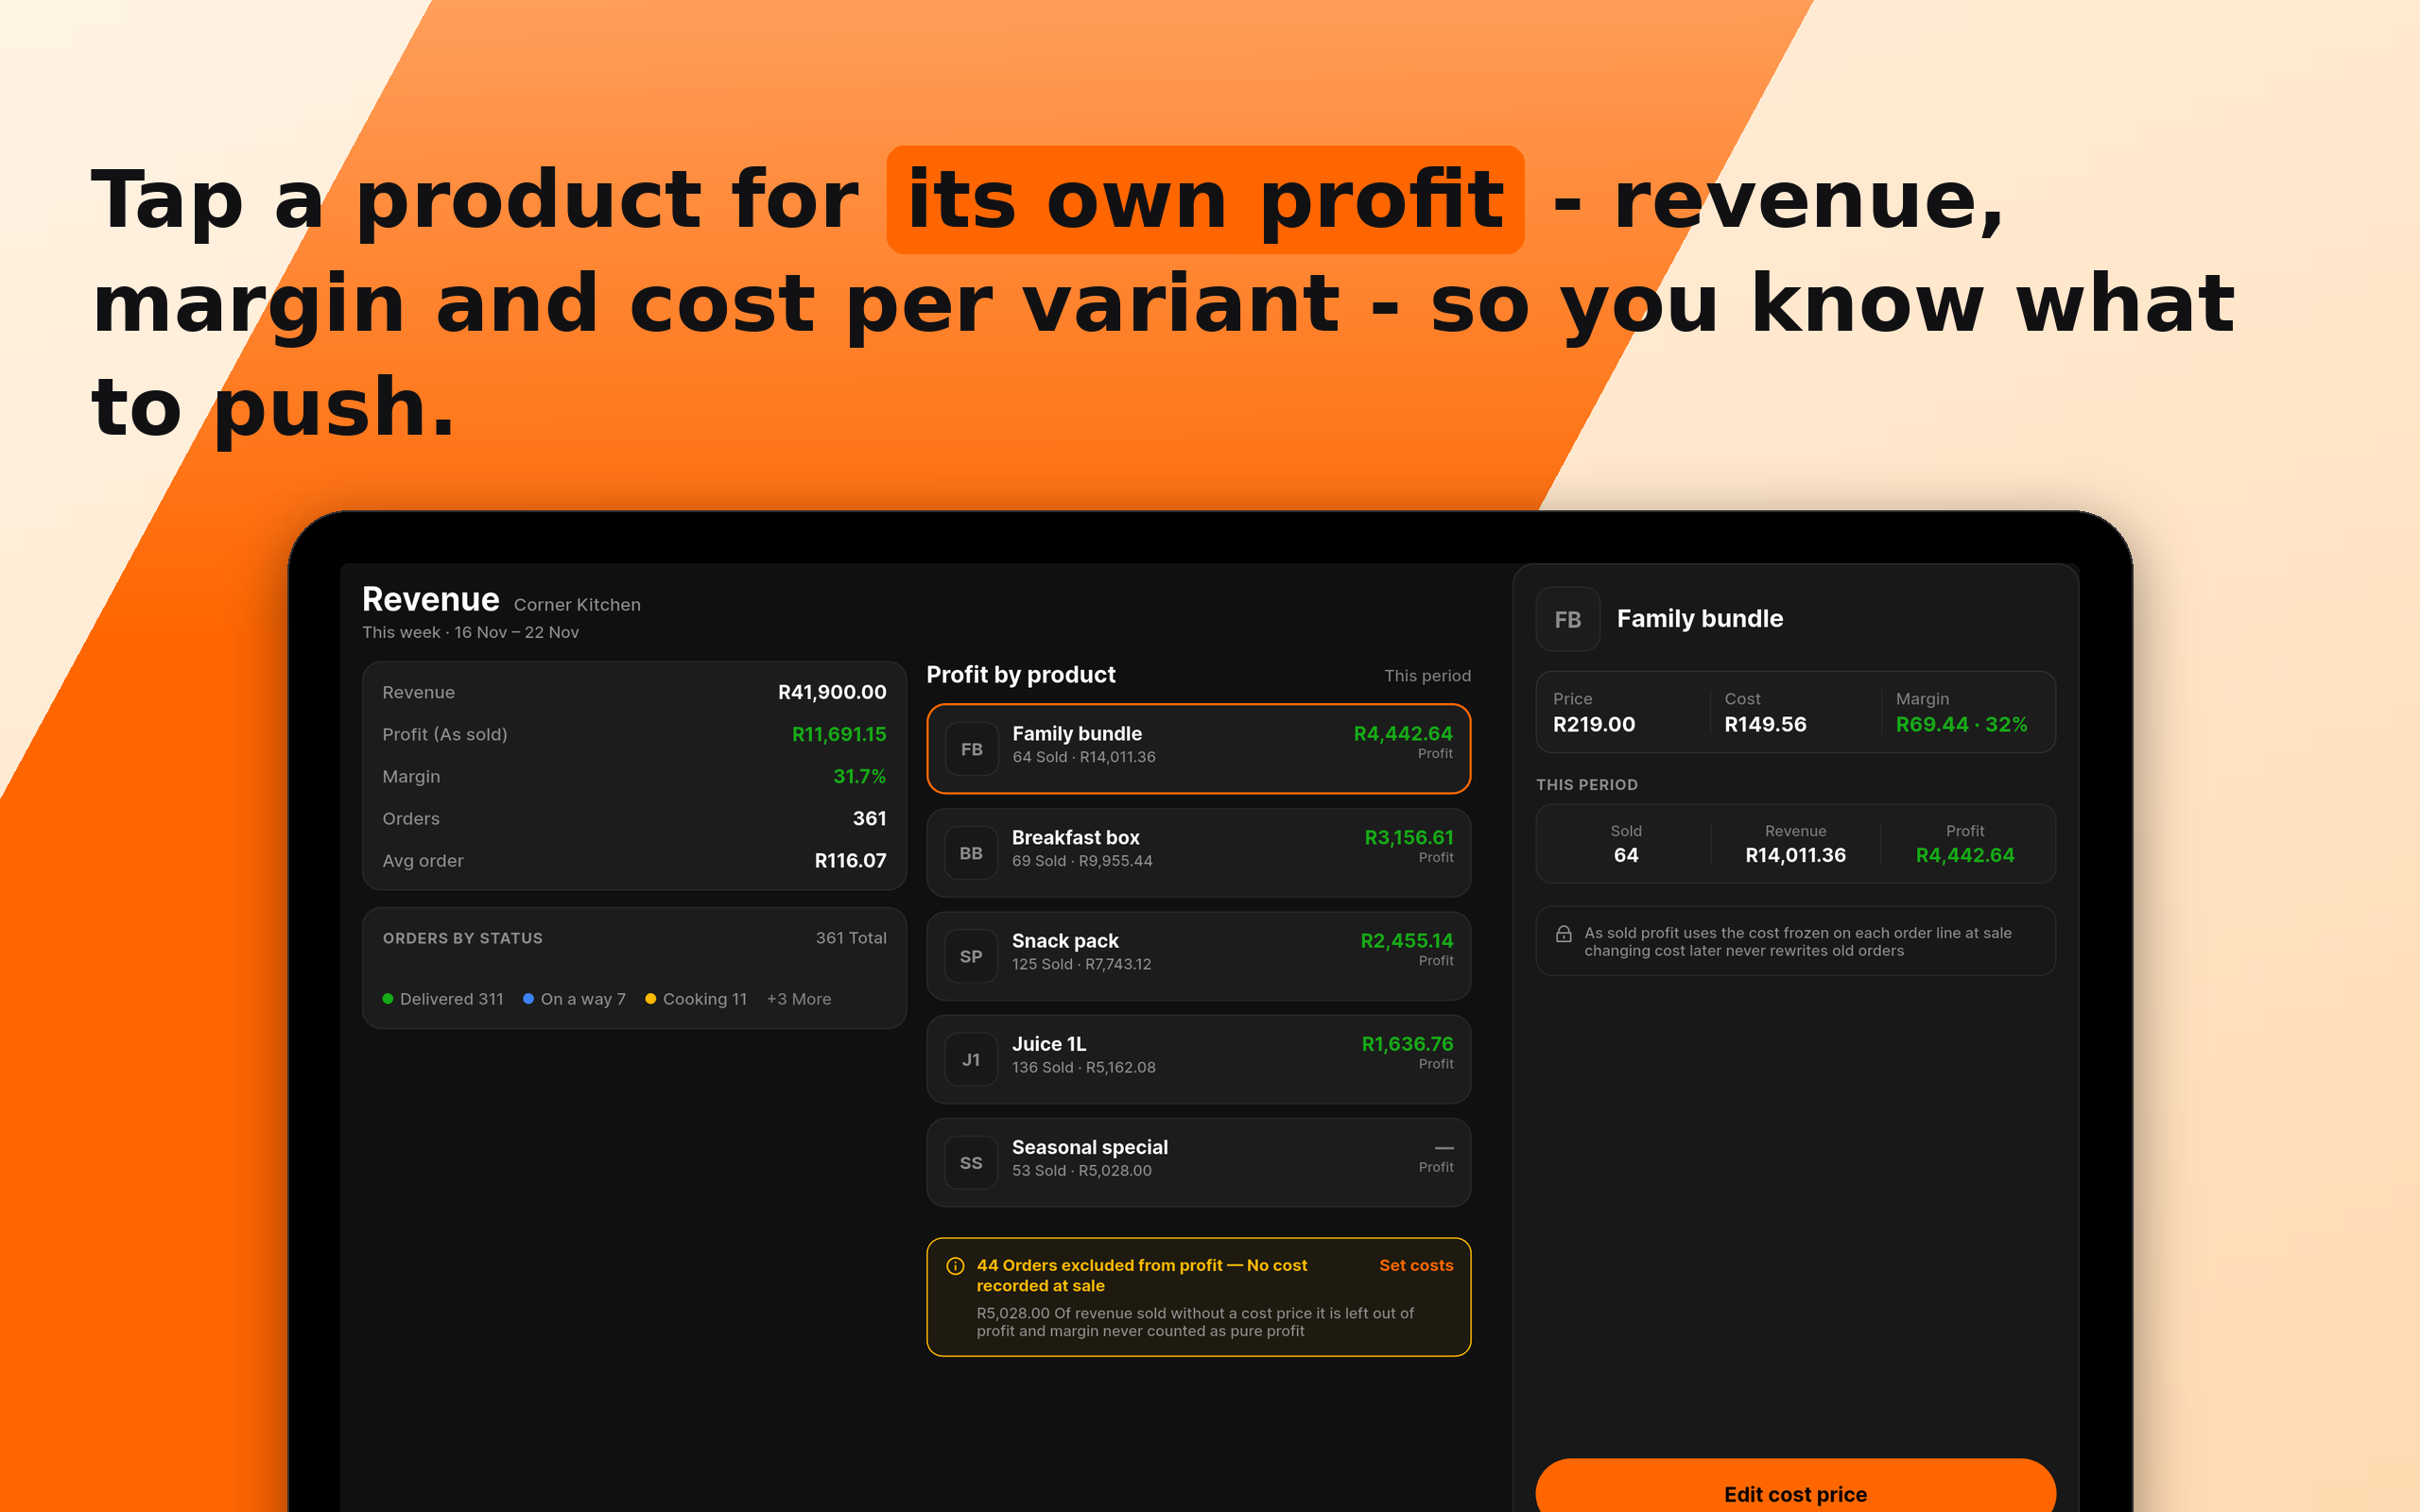 Tap a product for its own profit - revenue,
margin and cost per variant - so you know what
to push.
Revenue Corner Kitchen
This week · 16 Nov – 22 Nov
Revenue R41,900.00
Profit (As sold) R11,691.15
Margin 31.7%
Orders 361
Avg order R116.07
ORDERS BY STATUS 361 Total
Delivered 311 On a way 7 Cooking 11 +3 More
Profit by product This period
FB Family bundle R4,442.64
64 Sold · R14,011.36 Profit
BB Breakfast box R3,156.61
69 Sold · R9,955.44 Profit
SP Snack pack R2,455.14
125 Sold · R7,743.12 Profit
J1 Juice 1L R1,636.76
136 Sold · R5,162.08 Profit
SS Seasonal special —
53 Sold · R5,028.00 Profit
44 Orders excluded from profit — No cost Set costs
recorded at sale
R5,028.00 Of revenue sold without a cost price it is left out of
profit and margin never counted as pure profit
FB Family bundle
Price Cost Margin
R219.00 R149.56 R69.44 · 32%
THIS PERIOD
Sold Revenue Profit
64 R14,011.36 R4,442.64
As sold profit uses the cost frozen on each order line at sale
changing cost later never rewrites old orders
Edit cost price